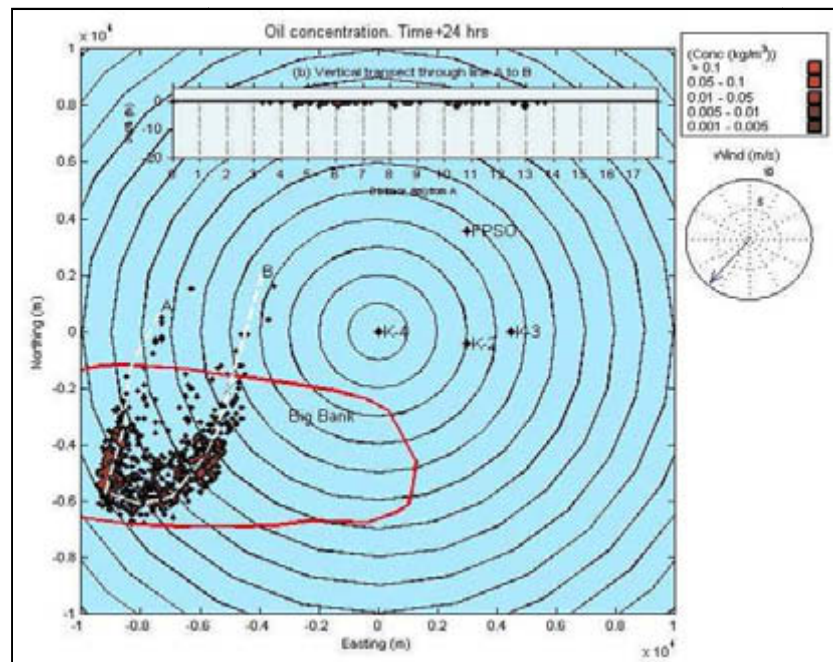 Oil concentration. Time+24 hrs
x 10⁴
(b) Vertical transect through line A to B
0
-10
-20
0 1 2 3 4 5 6 7 8 9 10 11 12 13 14 15 16 17
1
0.8
0.6
0.4
0.2
0
-0.2
-0.4
-0.6
-0.8
-1
Northing (m)
FPSO
B
A
K-4
K-3
K-2
Big Bank
-1 -0.8 -0.6 -0.4 -0.2 0 0.2 0.4 0.6 0.8 1
Easting (m)
x 10⁴
(Conc (kg/m³))
> 0.1
0.05 - 0.1
0.01 - 0.05
0.005 - 0.01
0.001 - 0.005
Wind (m/s)
10
5